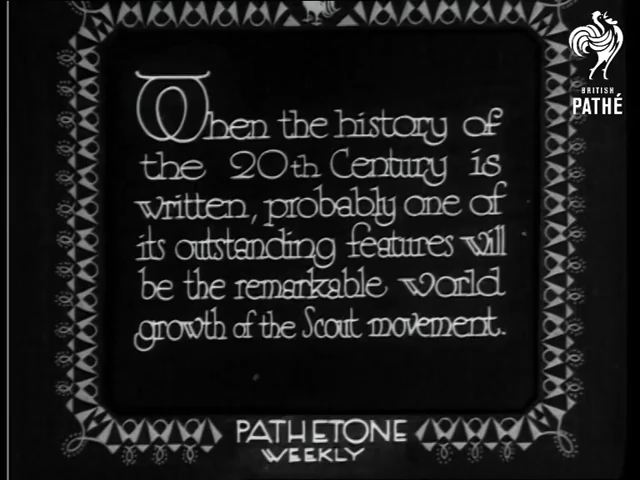 BRITISH
PATHÉ
When the history of
the 20th Century is
written, probably one of
its outstanding features will
be the remarkable world
growth of the Scout movement.
PATHETONE
WEEKLY